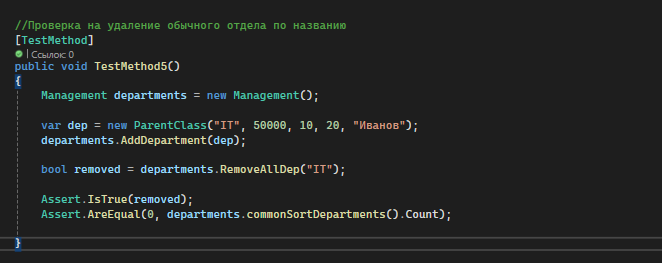 //Проверка на удаление обычного отдела по названию
[TestMethod]
| Ссылок: 0
public void TestMethod5()
{
Management departments = new Management();
var dep = new ParentClass("IT", 50000, 10, 20, "Иванов");
departments.AddDepartment(dep);
bool removed = departments.RemoveAllDep("IT");
Assert.IsTrue(removed);
Assert.AreEqual(0, departments.commonSortDepartments().Count);
}